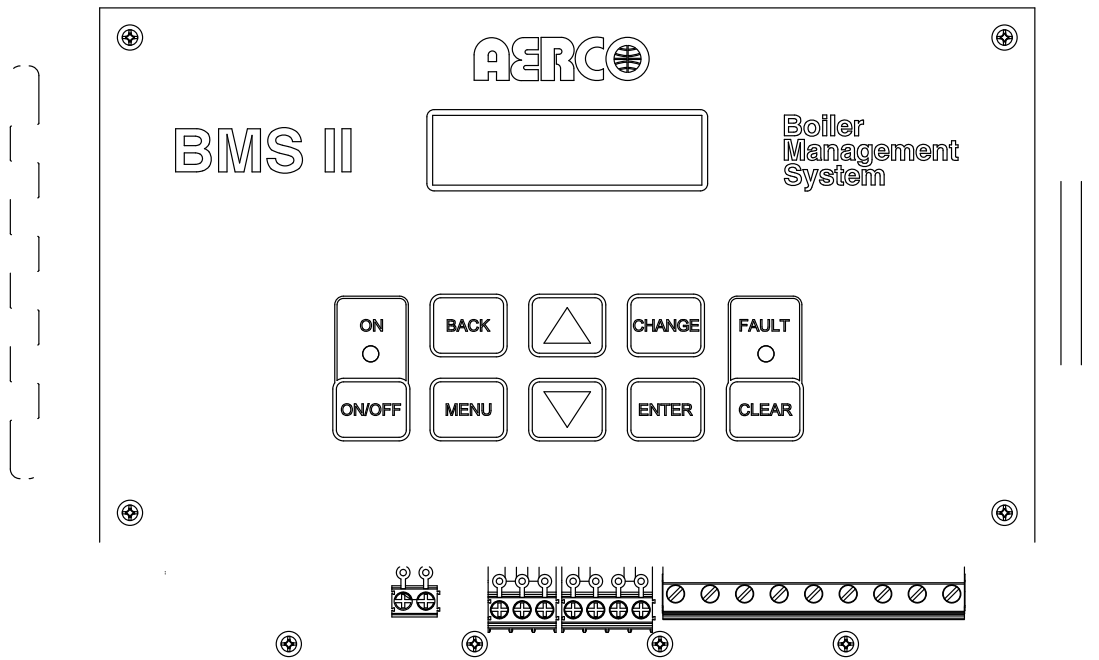 AERCO
BMS II
Boiler
Management
System
ON
BACK
CHANGE
FAULT
ON/OFF
MENU
ENTER
CLEAR